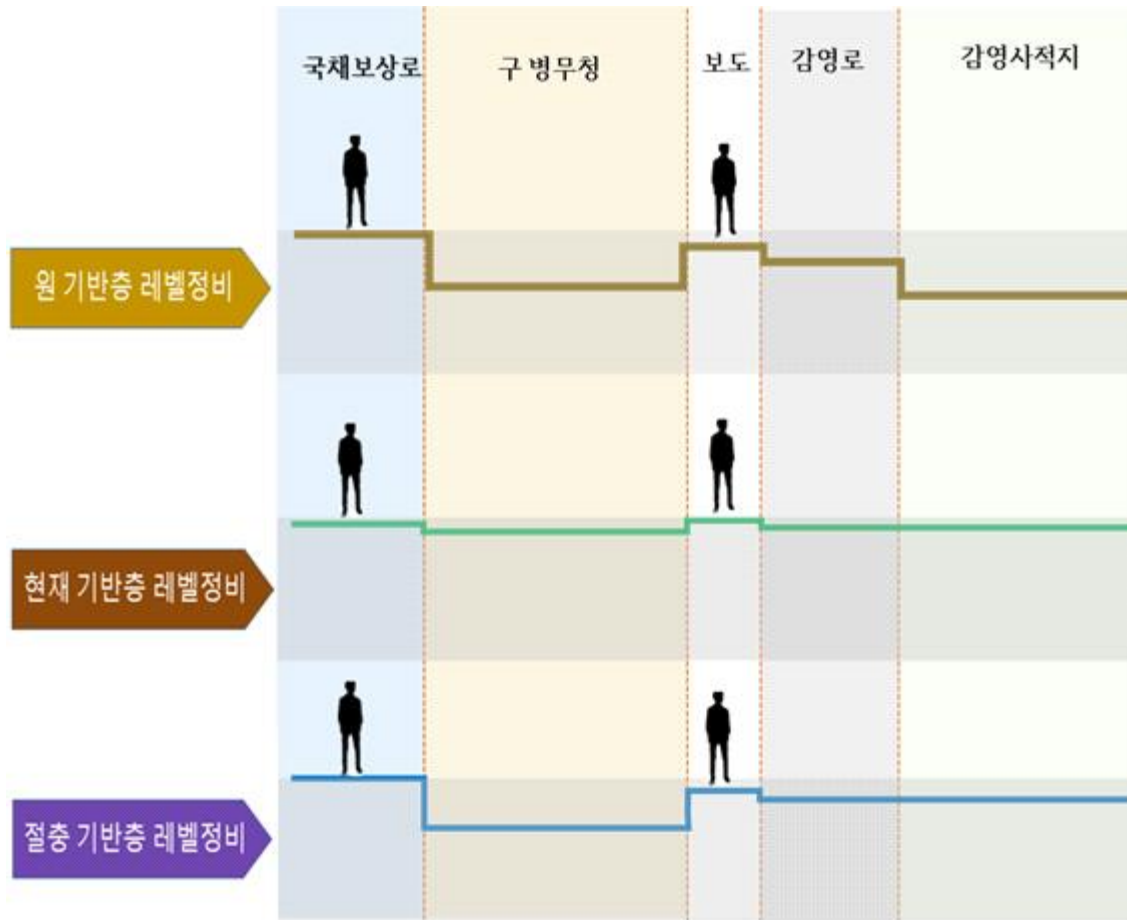 국채보상로
구 병무청
보도
감영로
감영사적지
원 기반층 레벨정비
현재 기반층 레벨정비
절충 기반층 레벨정비